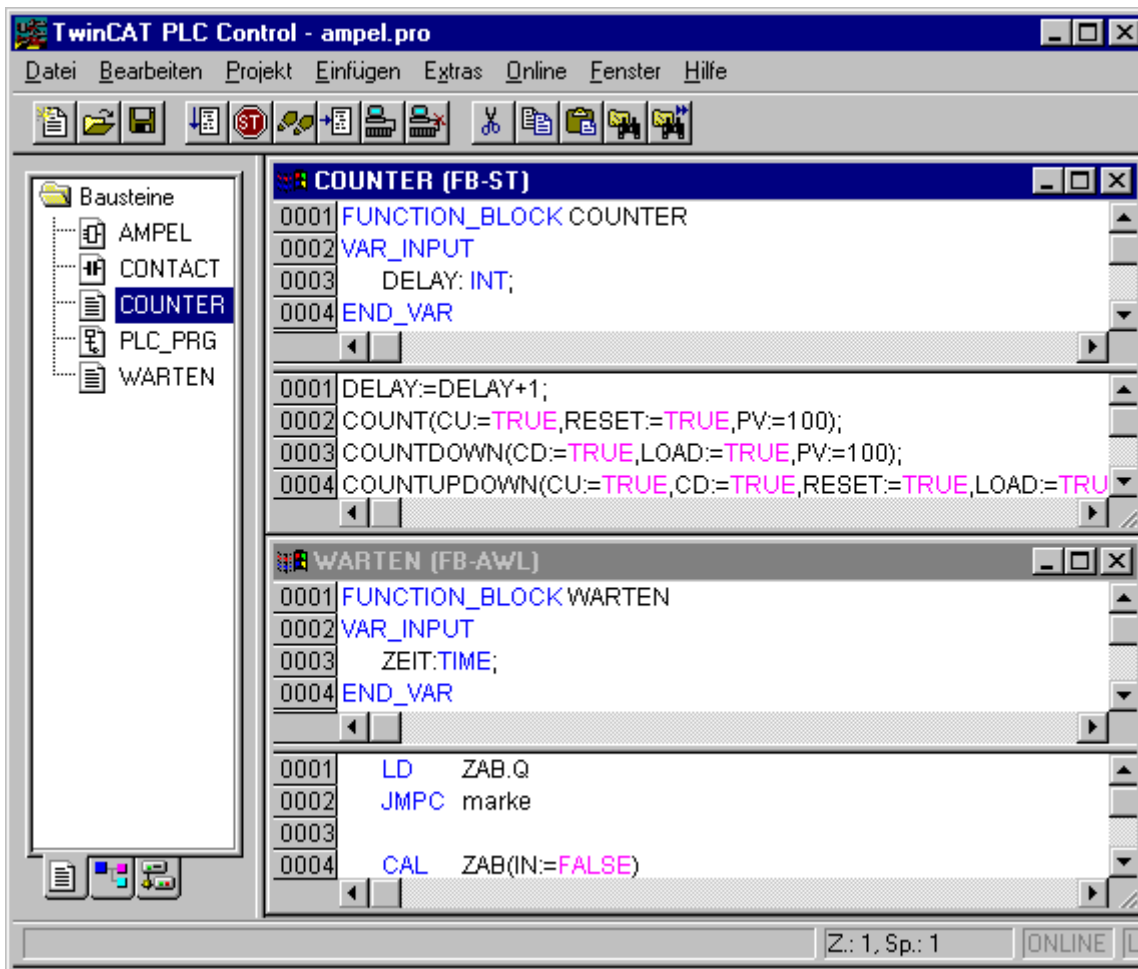 TwinCAT PLC Control - ampel.pro
Datei Bearbeiten Projekt Einfügen Extras Online Fenster Hilfe
ST
Bausteine
AMPEL
CONTACT
COUNTER
PLC_PRG
WARTEN
COUNTER (FB-ST)
0001 FUNCTION_BLOCK COUNTER
0002 VAR_INPUT
0003 DELAY: INT;
0004 END_VAR
0001 DELAY:=DELAY+1;
0002 COUNT(CU:=TRUE,RESET:=TRUE,PV:=100);
0003 COUNTDOWN(CD:=TRUE,LOAD:=TRUE,PV:=100);
0004 COUNTUPDOWN(CU:=TRUE,CD:=TRUE,RESET:=TRUE,LOAD:=TRU
WARTEN (FB-AWL)
0001 FUNCTION_BLOCK WARTEN
0002 VAR_INPUT
0003 ZEIT:TIME;
0004 END_VAR
0001 LD ZAB.Q
0002 JMPC marke
0003
0004 CAL ZAB(IN:=FALSE)
Z.: 1, Sp.: 1 ONLINE L